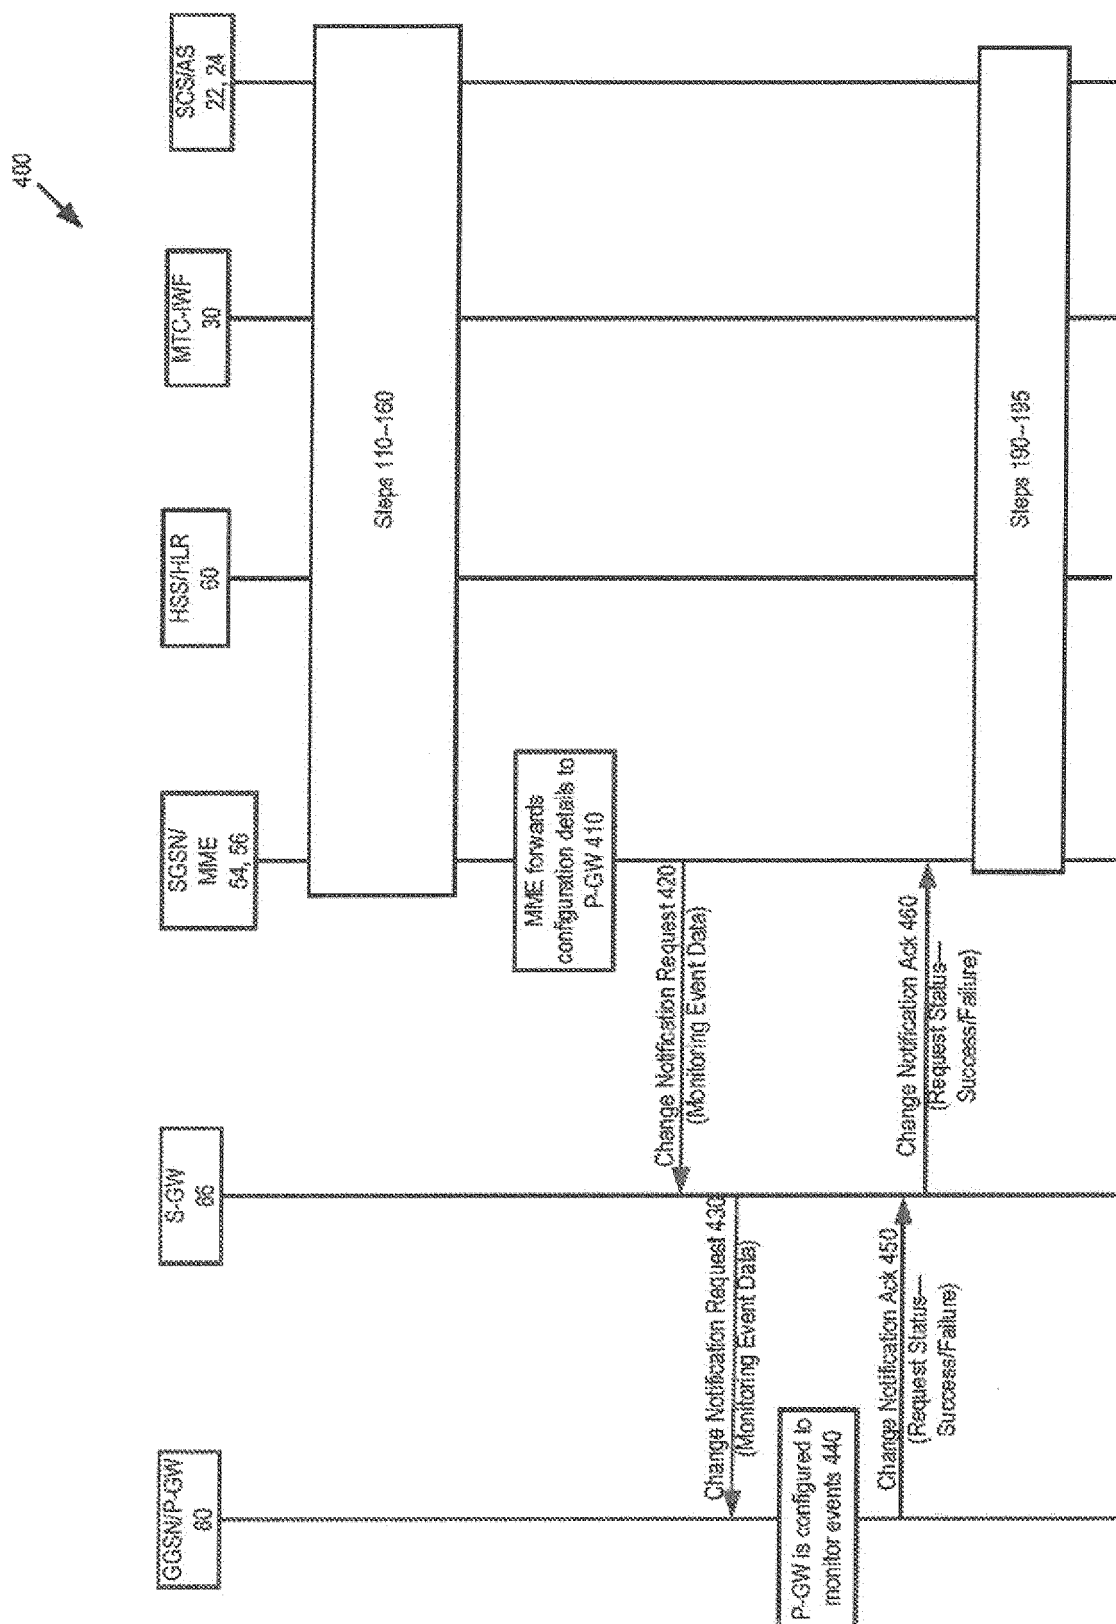 400
GGSN/P-GW
80
S-GW
86
SGSN/
MME
54, 56
HSS/HLR
60
MTC-IWF
30
SCS/AS
22, 24
Steps 110–160
MME forwards
configuration details to
P-GW 410
Change Notification Request 420
(Monitoring Event Data)
Change Notification Request 430
(Monitoring Event Data)
P-GW is configured to
monitor events 440
Change Notification Ack 450
(Request Status—
Success/Failure)
Change Notification Ack 460
(Request Status—
Success/Failure)
Steps 190–195